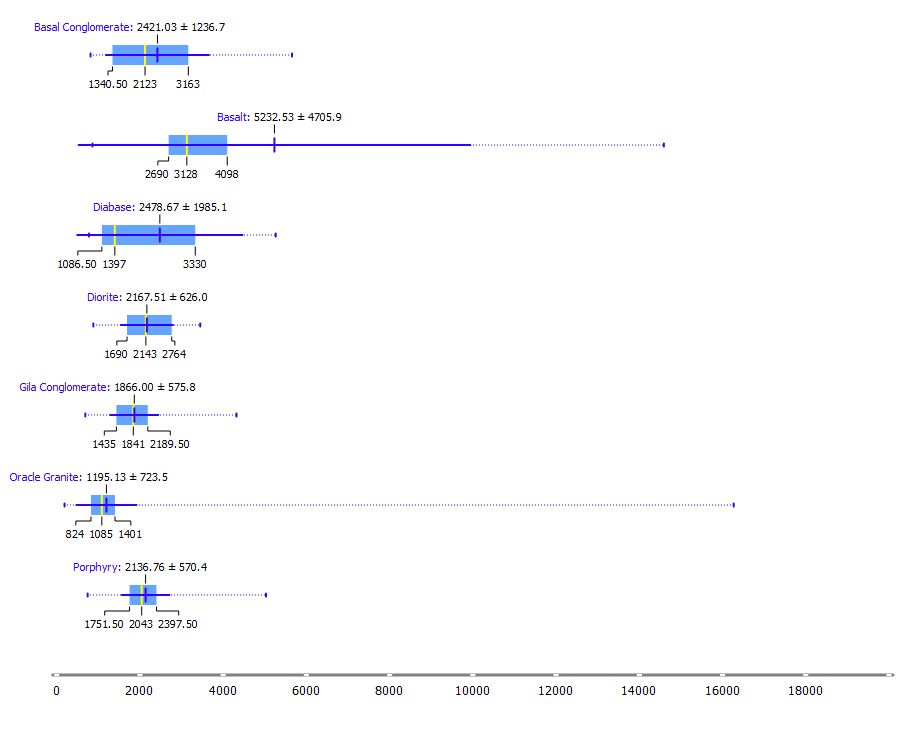 Basal Conglomerate: 2421.03 ± 1236.7
1340.50 2123 3163
Basalt: 5232.53 ± 4705.9
2690 3128 4098
Diabase: 2478.67 ± 1985.1
1086.50 1397 3330
Diorite: 2167.51 ± 626.0
1690 2143 2764
Gila Conglomerate: 1866.00 ± 575.8
1435 1841 2189.50
Oracle Granite: 1195.13 ± 723.5
824 1085 1401
Porphyry: 2136.76 ± 570.4
1751.50 2043 2397.50
0 2000 4000 6000 8000 10000 12000 14000 16000 18000